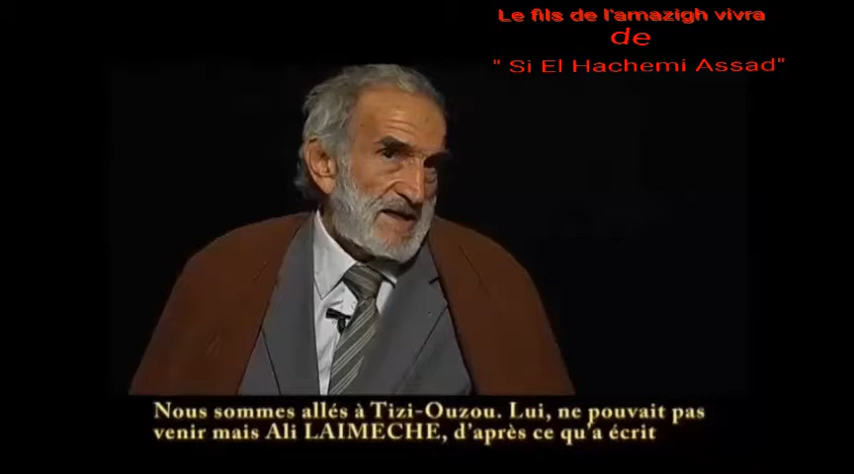 Le fils de l'amazigh vivra
de
" Si El Hachemi Assad"
Nous sommes allés à Tizi-Ouzou. Lui, ne pouvait pas
venir mais Ali LAIMECHE, d'après ce qu'a écrit